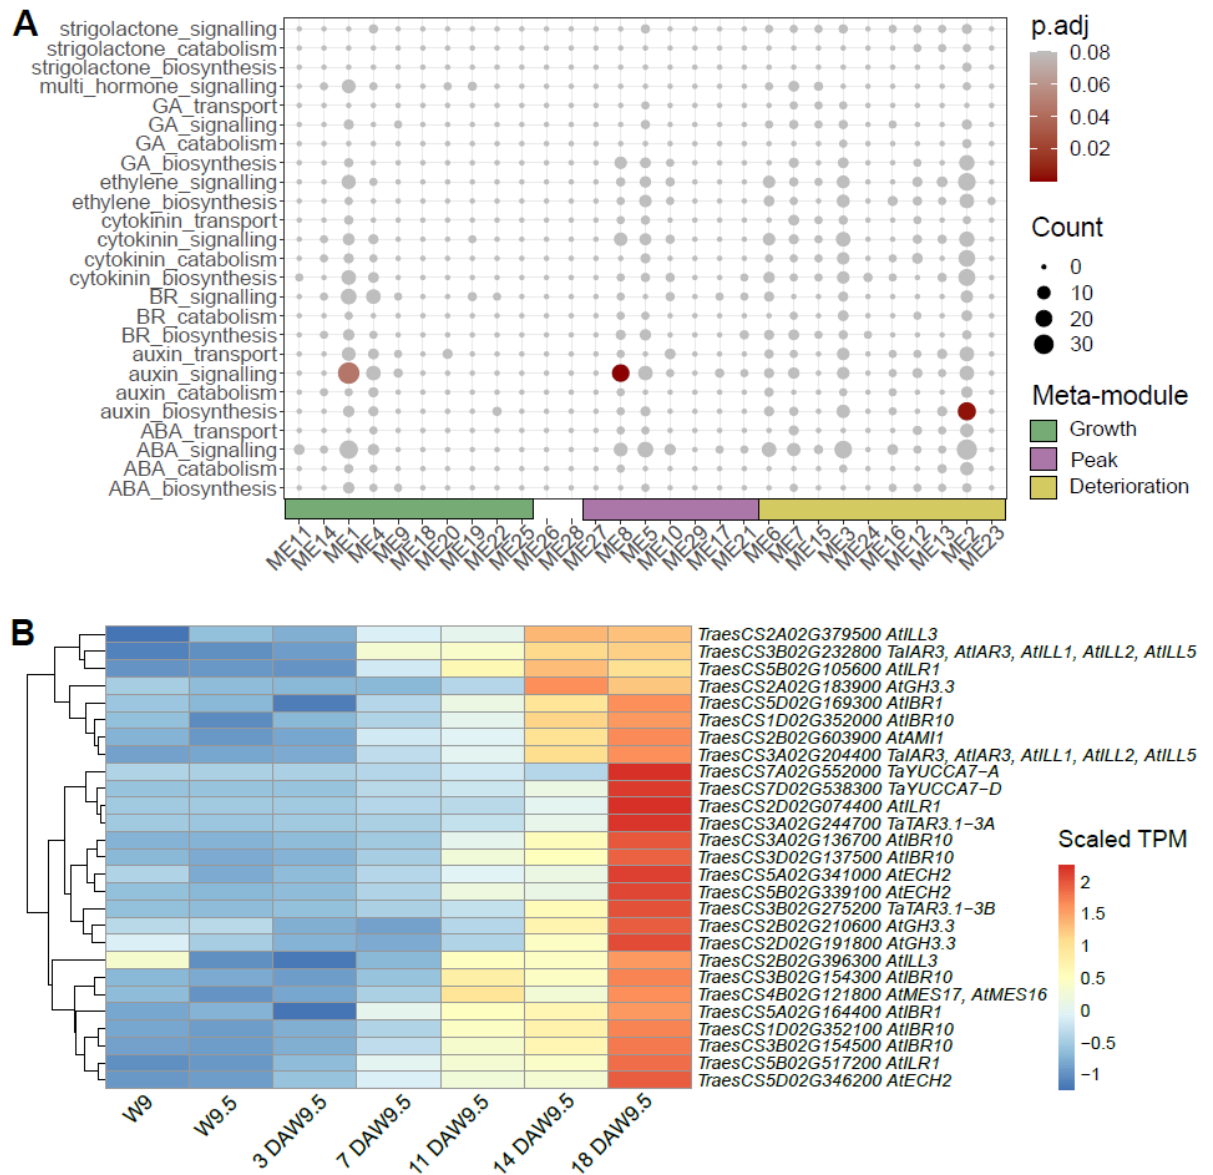 A
strigolactone_signalling
strigolactone_catabolism
strigolactone_biosynthesis
multi_hormone_signalling
GA_transport
GA_signalling
GA_catabolism
GA_biosynthesis
ethylene_signalling
ethylene_biosynthesis
cytokinin_transport
cytokinin_signalling
cytokinin_catabolism
cytokinin_biosynthesis
BR_signalling
BR_catabolism
BR_biosynthesis
auxin_transport
auxin_signalling
auxin_catabolism
auxin_biosynthesis
ABA_transport
ABA_signalling
ABA_catabolism
ABA_biosynthesis
ME11 ME14 ME1 ME4 ME9 ME18 ME20 ME19 ME22 ME25 ME26 ME28 ME27 ME8 ME5 ME10 ME29 ME17 ME21 ME6 ME7 ME15 ME3 ME24 ME16 ME12 ME13 ME2 ME23
p.adj
0.08
0.06
0.04
0.02
Count
0
10
20
30
Meta-module
Growth
Peak
Deterioration
B
TraesCS2A02G379500 AtILL3
TraesCS3B02G232800 TaIAR3, AtIAR3, AtILL1, AtILL2, AtILL5
TraesCS5B02G105600 AtILR1
TraesCS2A02G183900 AtGH3.3
TraesCS5D02G169300 AtIBR1
TraesCS1D02G352000 AtIBR10
TraesCS2B02G603900 AtAMI1
TraesCS3A02G204400 TaIAR3, AtIAR3, AtILL1, AtILL2, AtILL5
TraesCS7A02G552000 TaYUCCA7−A
TraesCS7D02G538300 TaYUCCA7−D
TraesCS2D02G074400 AtILR1
TraesCS3A02G244700 TaTAR3.1−3A
TraesCS3A02G136700 AtIBR10
TraesCS3D02G137500 AtIBR10
TraesCS5A02G341000 AtECH2
TraesCS5B02G339100 AtECH2
TraesCS3B02G275200 TaTAR3.1−3B
TraesCS2B02G210600 AtGH3.3
TraesCS2D02G191800 AtGH3.3
TraesCS2B02G396300 AtILL3
TraesCS3B02G154300 AtIBR10
TraesCS4B02G121800 AtMES17, AtMES16
TraesCS5A02G164400 AtIBR1
TraesCS1D02G352100 AtIBR10
TraesCS3B02G154500 AtIBR10
TraesCS5B02G517200 AtILR1
TraesCS5D02G346200 AtECH2
W9 W9.5 3 DAW9.5 7 DAW9.5 11 DAW9.5 14 DAW9.5 18 DAW9.5
Scaled TPM
2
1.5
1
0.5
0
−0.5
−1